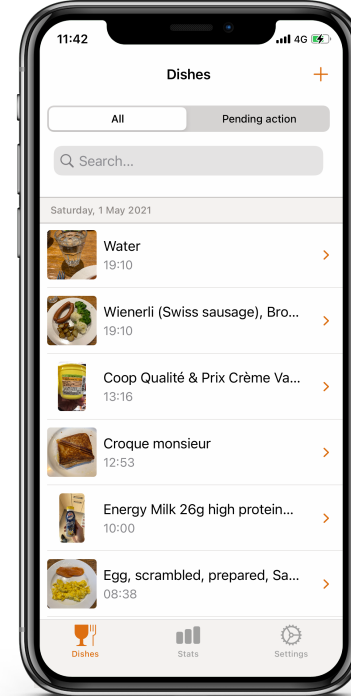 11:42
4G
Dishes
All
Pending action
Search...
Saturday, 1 May 2021
Water
19:10
Wienerli (Swiss sausage), Bro...
19:10
Coop Qualité & Prix Crème Va...
13:16
Croque monsieur
12:53
Energy Milk 26g high protein...
10:00
Egg, scrambled, prepared, Sa...
08:38
Dishes
Stats
Settings